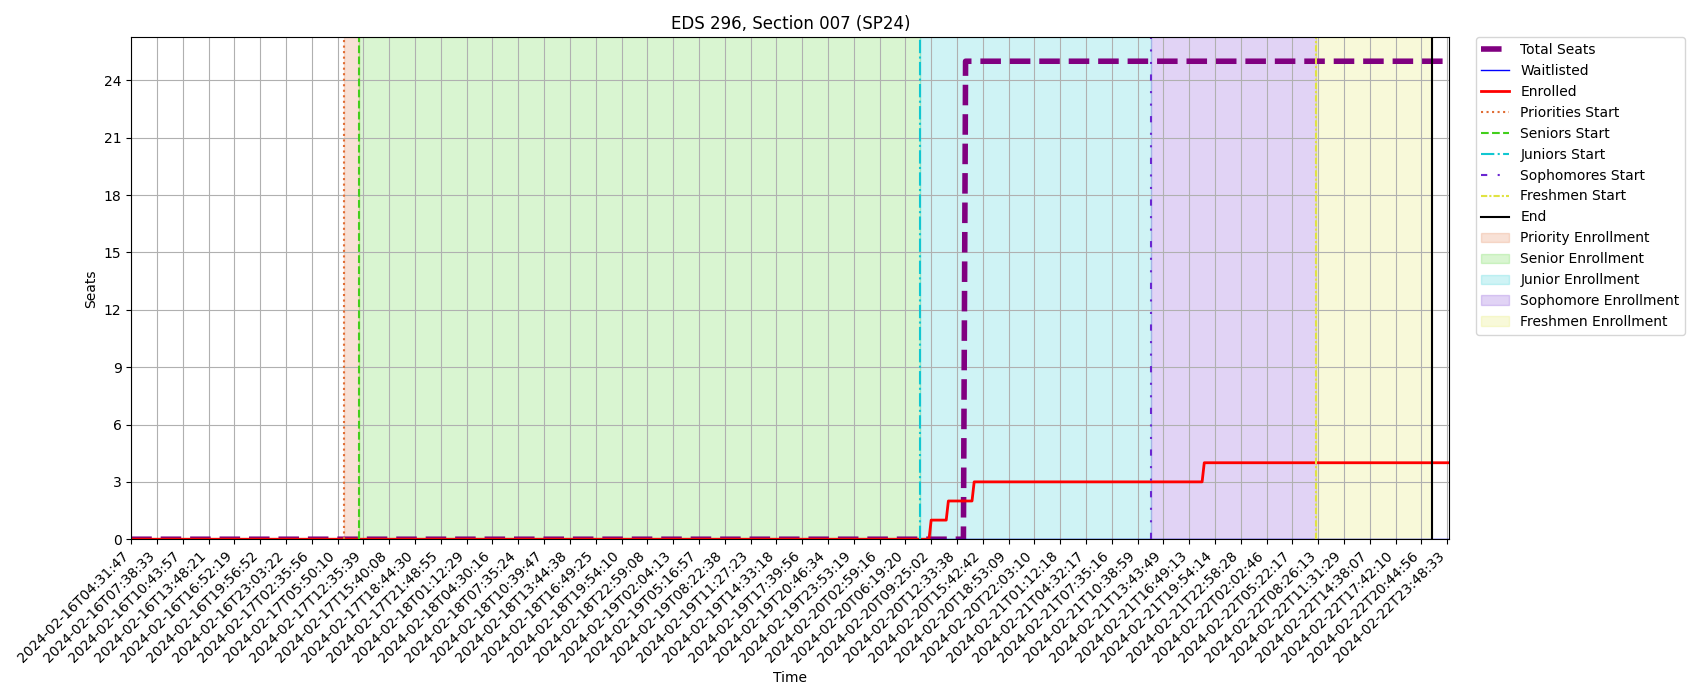 EDS 296, Section 007 (SP24)
Total Seats
Waitlisted
Enrolled
Priorities Start
Seniors Start
Juniors Start
Sophomores Start
Freshmen Start
End
Priority Enrollment
Senior Enrollment
Junior Enrollment
Sophomore Enrollment
Freshmen Enrollment
Seats
24
21
18
15
12
9
6
3
0
2024-02-16T04:31:47
2024-02-16T07:38:33
2024-02-16T10:43:57
2024-02-16T13:48:21
2024-02-16T16:52:19
2024-02-16T19:56:52
2024-02-16T23:03:22
2024-02-17T02:35:56
2024-02-17T05:50:10
2024-02-17T12:35:39
2024-02-17T15:40:08
2024-02-17T18:44:30
2024-02-17T21:48:55
2024-02-18T01:12:29
2024-02-18T04:30:16
2024-02-18T07:35:24
2024-02-18T10:39:47
2024-02-18T13:44:38
2024-02-18T16:49:25
2024-02-18T19:54:10
2024-02-18T22:59:08
2024-02-19T02:04:13
2024-02-19T05:16:57
2024-02-19T08:22:38
2024-02-19T11:27:23
2024-02-19T14:33:18
2024-02-19T17:39:56
2024-02-19T20:46:34
2024-02-19T23:53:19
2024-02-20T02:59:16
2024-02-20T06:19:20
2024-02-20T09:25:02
2024-02-20T12:33:38
2024-02-20T15:42:42
2024-02-20T18:53:09
2024-02-20T22:03:10
2024-02-21T01:12:18
2024-02-21T04:32:17
2024-02-21T07:35:16
2024-02-21T10:38:59
2024-02-21T13:43:49
2024-02-21T16:49:13
2024-02-21T19:54:14
2024-02-21T22:58:28
2024-02-22T02:02:46
2024-02-22T05:22:17
2024-02-22T08:26:13
2024-02-22T11:31:29
2024-02-22T14:38:07
2024-02-22T17:42:10
2024-02-22T20:44:56
2024-02-22T23:48:33
Time